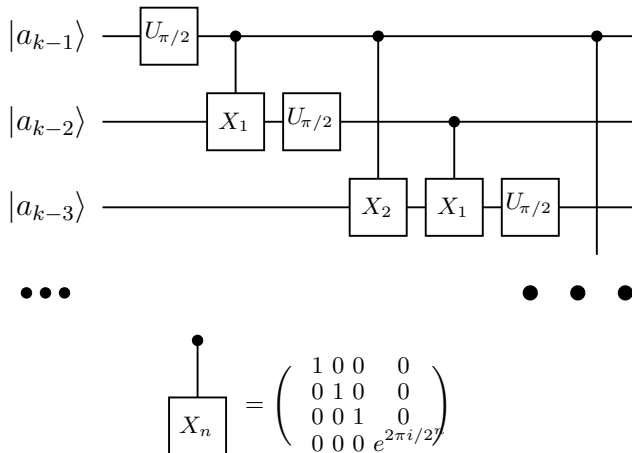 |a_{k−1}⟩ U_{π/2}
|a_{k−2}⟩ X_1 U_{π/2}
|a_{k−3}⟩ X_2 X_1 U_{π/2}
X_n = ( 1 0 0 0
0 1 0 0
0 0 1 0
0 0 0 e^{2πi/2^n} )